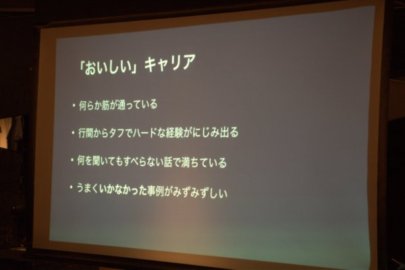 「おいしい」キャリア
• 何らか筋が通っている
• 行間からタフでハードな経験がにじみ出る
• 何を聞いてもすべらない話で満ちている
• うまくいかなかった事例がみずみずしい